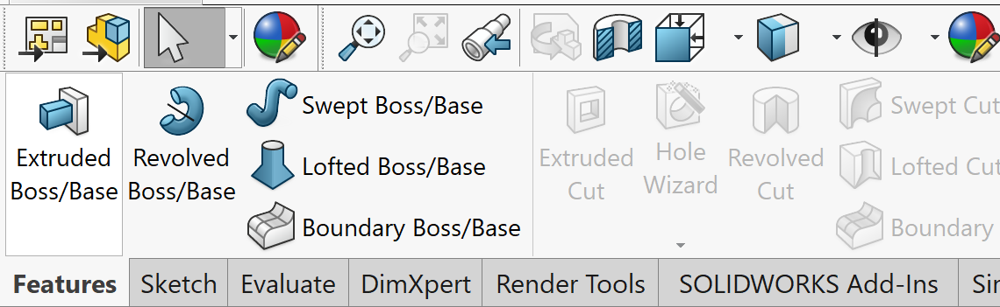 Extruded
Boss/Base
Revolved
Boss/Base
Swept Boss/Base
Lofted Boss/Base
Boundary Boss/Base
Extruded
Cut
Hole
Wizard
Revolved
Cut
Swept Cut
Lofted Cut
Boundary
Features
Sketch
Evaluate
DimXpert
Render Tools
SOLIDWORKS Add-Ins